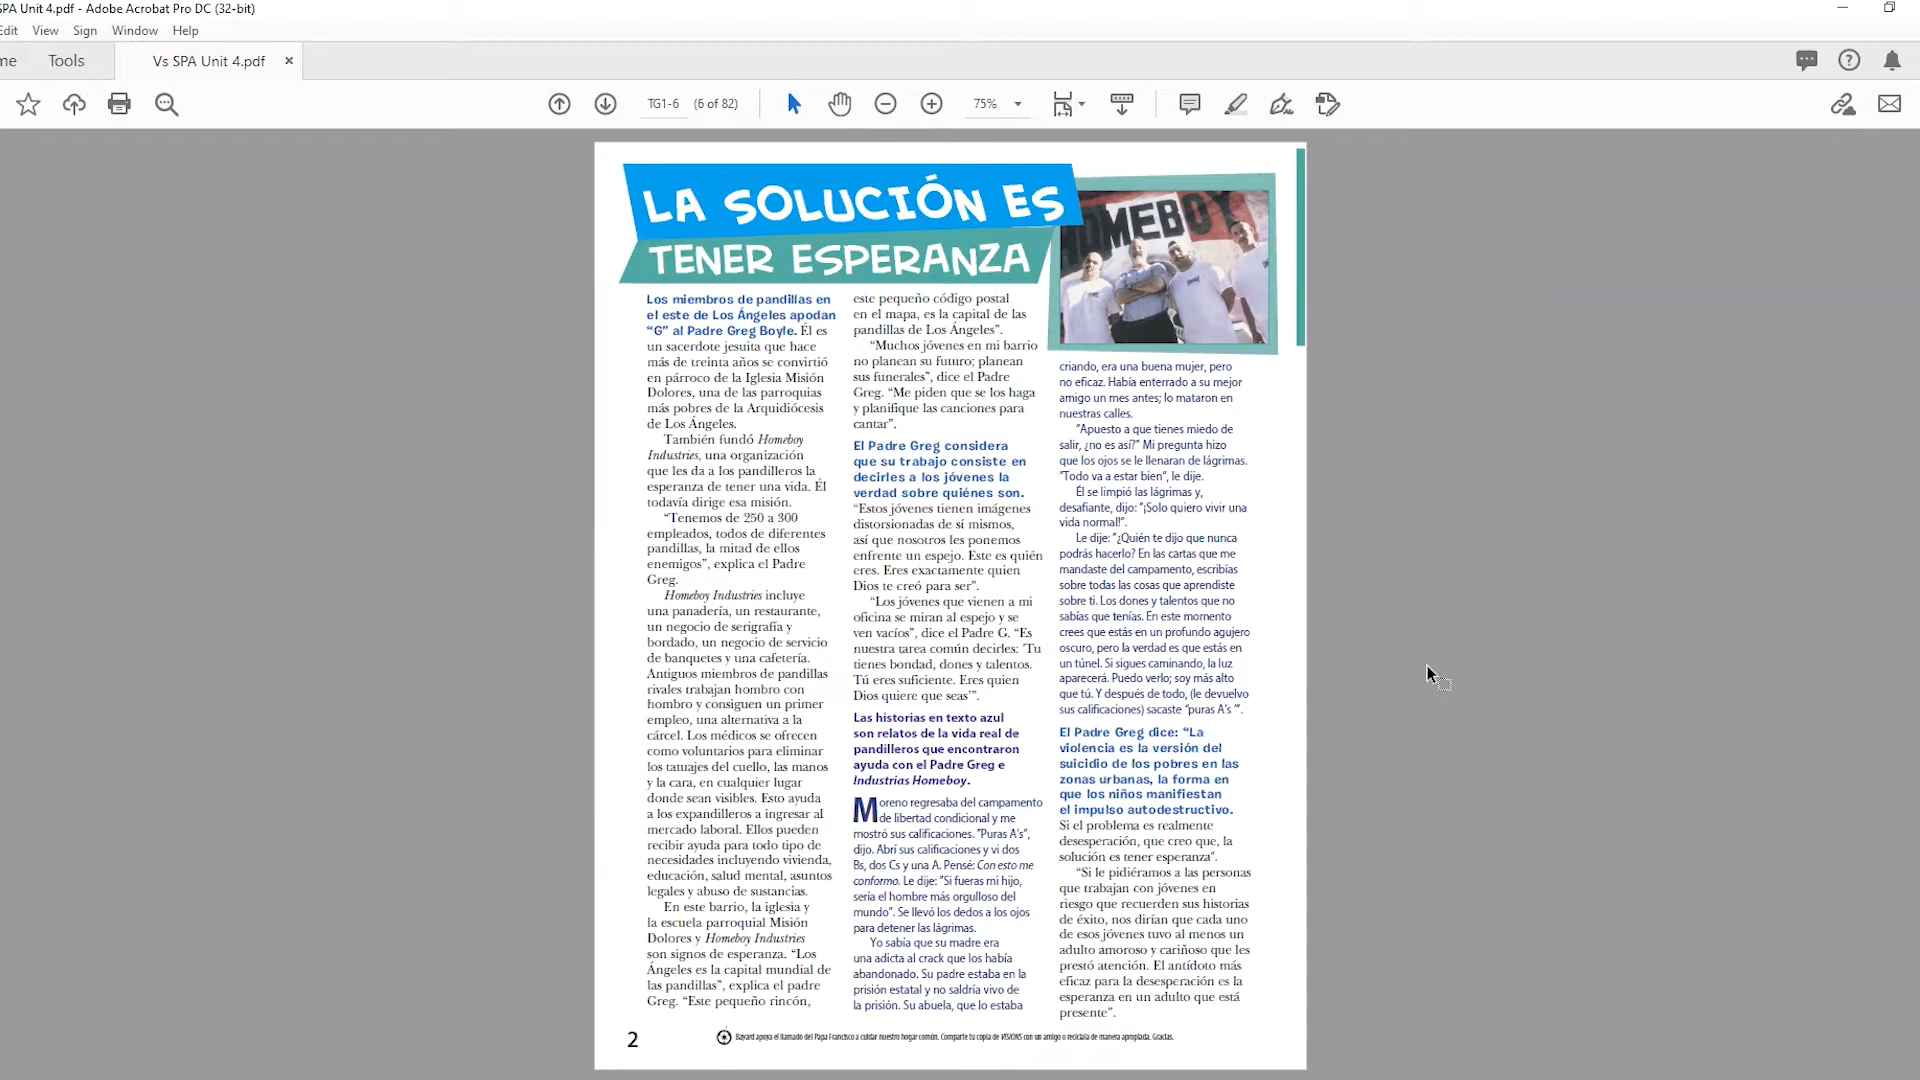 SPA Unit 4.pdf - Adobe Acrobat Pro DC (32-bit)
Edit View Sign Window Help
me Tools Vs SPA Unit 4.pdf ×
TG1-6 (6 of 82) 75%
LA SOLUCIÓN ES
TENER ESPERANZA
HOMEBOY
Los miembros de pandillas en
el este de Los Ángeles apodan
“G” al Padre Greg Boyle. Él es
un sacerdote jesuita que hace
más de treinta años se convirtió
en párroco de la Iglesia Misión
Dolores, una de las parroquias
más pobres de la Arquidiócesis
de Los Ángeles.
También fundó Homeboy
Industries, una organización
que les da a los pandilleros la
esperanza de tener una vida. Él
todavía dirige esa misión.
“Tenemos de 250 a 300
empleados, todos de diferentes
pandillas, la mitad de ellos
enemigos”, explica el Padre
Greg.
Homeboy Industries incluye
una panadería, un restaurante,
un negocio de serigrafía y
bordado, un negocio de servicio
de banquetes y una cafetería.
Antiguos miembros de pandillas
rivales trabajan hombro con
hombro y consiguen un primer
empleo, una alternativa a la
cárcel. Los médicos se ofrecen
como voluntarios para eliminar
los tatuajes del cuello, las manos
y la cara, en cualquier lugar
donde sean visibles. Esto ayuda
a los expandilleros a ingresar al
mercado laboral. Ellos pueden
recibir ayuda para todo tipo de
necesidades incluyendo vivienda,
educación, salud mental, asuntos
legales y abuso de sustancias.
En este barrio, la iglesia y
la escuela parroquial Misión
Dolores y Homeboy Industries
son signos de esperanza. “Los
Ángeles es la capital mundial de
las pandillas”, explica el padre
Greg. “Este pequeño rincón,
este pequeño código postal
en el mapa, es la capital de las
pandillas de Los Ángeles”.
“Muchos jóvenes en mi barrio
no planean su futuro; planean
sus funerales”, dice el Padre
Greg. “Me piden que se los haga
y planifique las canciones para
cantar”.
El Padre Greg considera
que su trabajo consiste en
decirles a los jóvenes la
verdad sobre quiénes son.
“Estos jóvenes tienen imágenes
distorsionadas de sí mismos,
así que nosotros les ponemos
enfrente un espejo. Este es quién
eres. Eres exactamente quien
Dios te creó para ser”.
“Los jóvenes que vienen a mi
oficina se miran al espejo y se
ven vacíos”, dice el Padre G. “Es
nuestra tarea común decirles: ‘Tu
tienes bondad, dones y talentos.
Tú eres suficiente. Eres quien
Dios quiere que seas’”.
Las historias en texto azul
son relatos de la vida real de
pandilleros que encontraron
ayuda con el Padre Greg e
Industrias Homeboy.
Moreno regresaba del campamento
de libertad condicional y me
mostró sus calificaciones. “Puras A’s”,
dijo. Abrí sus calificaciones y vi dos
Bs, dos Cs y una A. Pensé: Con esto me
conformo. Le dije: “Si fueras mi hijo,
sería el hombre más orgulloso del
mundo”. Se llevó los dedos a los ojos
para detener las lágrimas.
Yo sabía que su madre era
una adicta al crack que los había
abandonado. Su padre estaba en la
prisión estatal y no saldría vivo de
la prisión. Su abuela, que lo estaba
criando, era una buena mujer, pero
no eficaz. Había enterrado a su mejor
amigo un mes antes; lo mataron en
nuestras calles.
“Apuesto a que tienes miedo de
salir, ¿no es así?” Mi pregunta hizo
que los ojos se le llenaran de lágrimas.
“Todo va a estar bien”, le dije.
Él se limpió las lágrimas y,
desafiante, dijo: “¡Solo quiero vivir una
vida normal!”.
Le dije: “¿Quién te dijo que nunca
podrás hacerlo? En las cartas que me
mandaste del campamento, escribías
sobre todas las cosas que aprendiste
sobre ti. Los dones y talentos que no
sabías que tenías. En este momento
crees que estás en un profundo agujero
oscuro, pero la verdad es que estás en
un túnel. Si sigues caminando, la luz
aparecerá. Puedo verlo; soy más alto
que tú. Y después de todo, (le devuelvo
sus calificaciones) sacaste “puras A’s ’”.
El Padre Greg dice: “La
violencia es la versión del
suicidio de los pobres en las
zonas urbanas, la forma en
que los niños manifiestan
el impulso autodestructivo.
Si el problema es realmente
desesperación, que creo que, la
solución es tener esperanza”.
“Si le pidiéramos a las personas
que trabajan con jóvenes en
riesgo que recuerden sus historias
de éxito, nos dirían que cada uno
de esos jóvenes tuvo al menos un
adulto amoroso y cariñoso que les
prestó atención. El antídoto más
eficaz para la desesperación es la
esperanza en un adulto que está
presente”.
2
Bayard apoya el llamado del Papa Francisco a cuidar nuestro hogar común. Comparte tu copia de VISIONS con un amigo o recíclala de manera apropiada. Gracias.